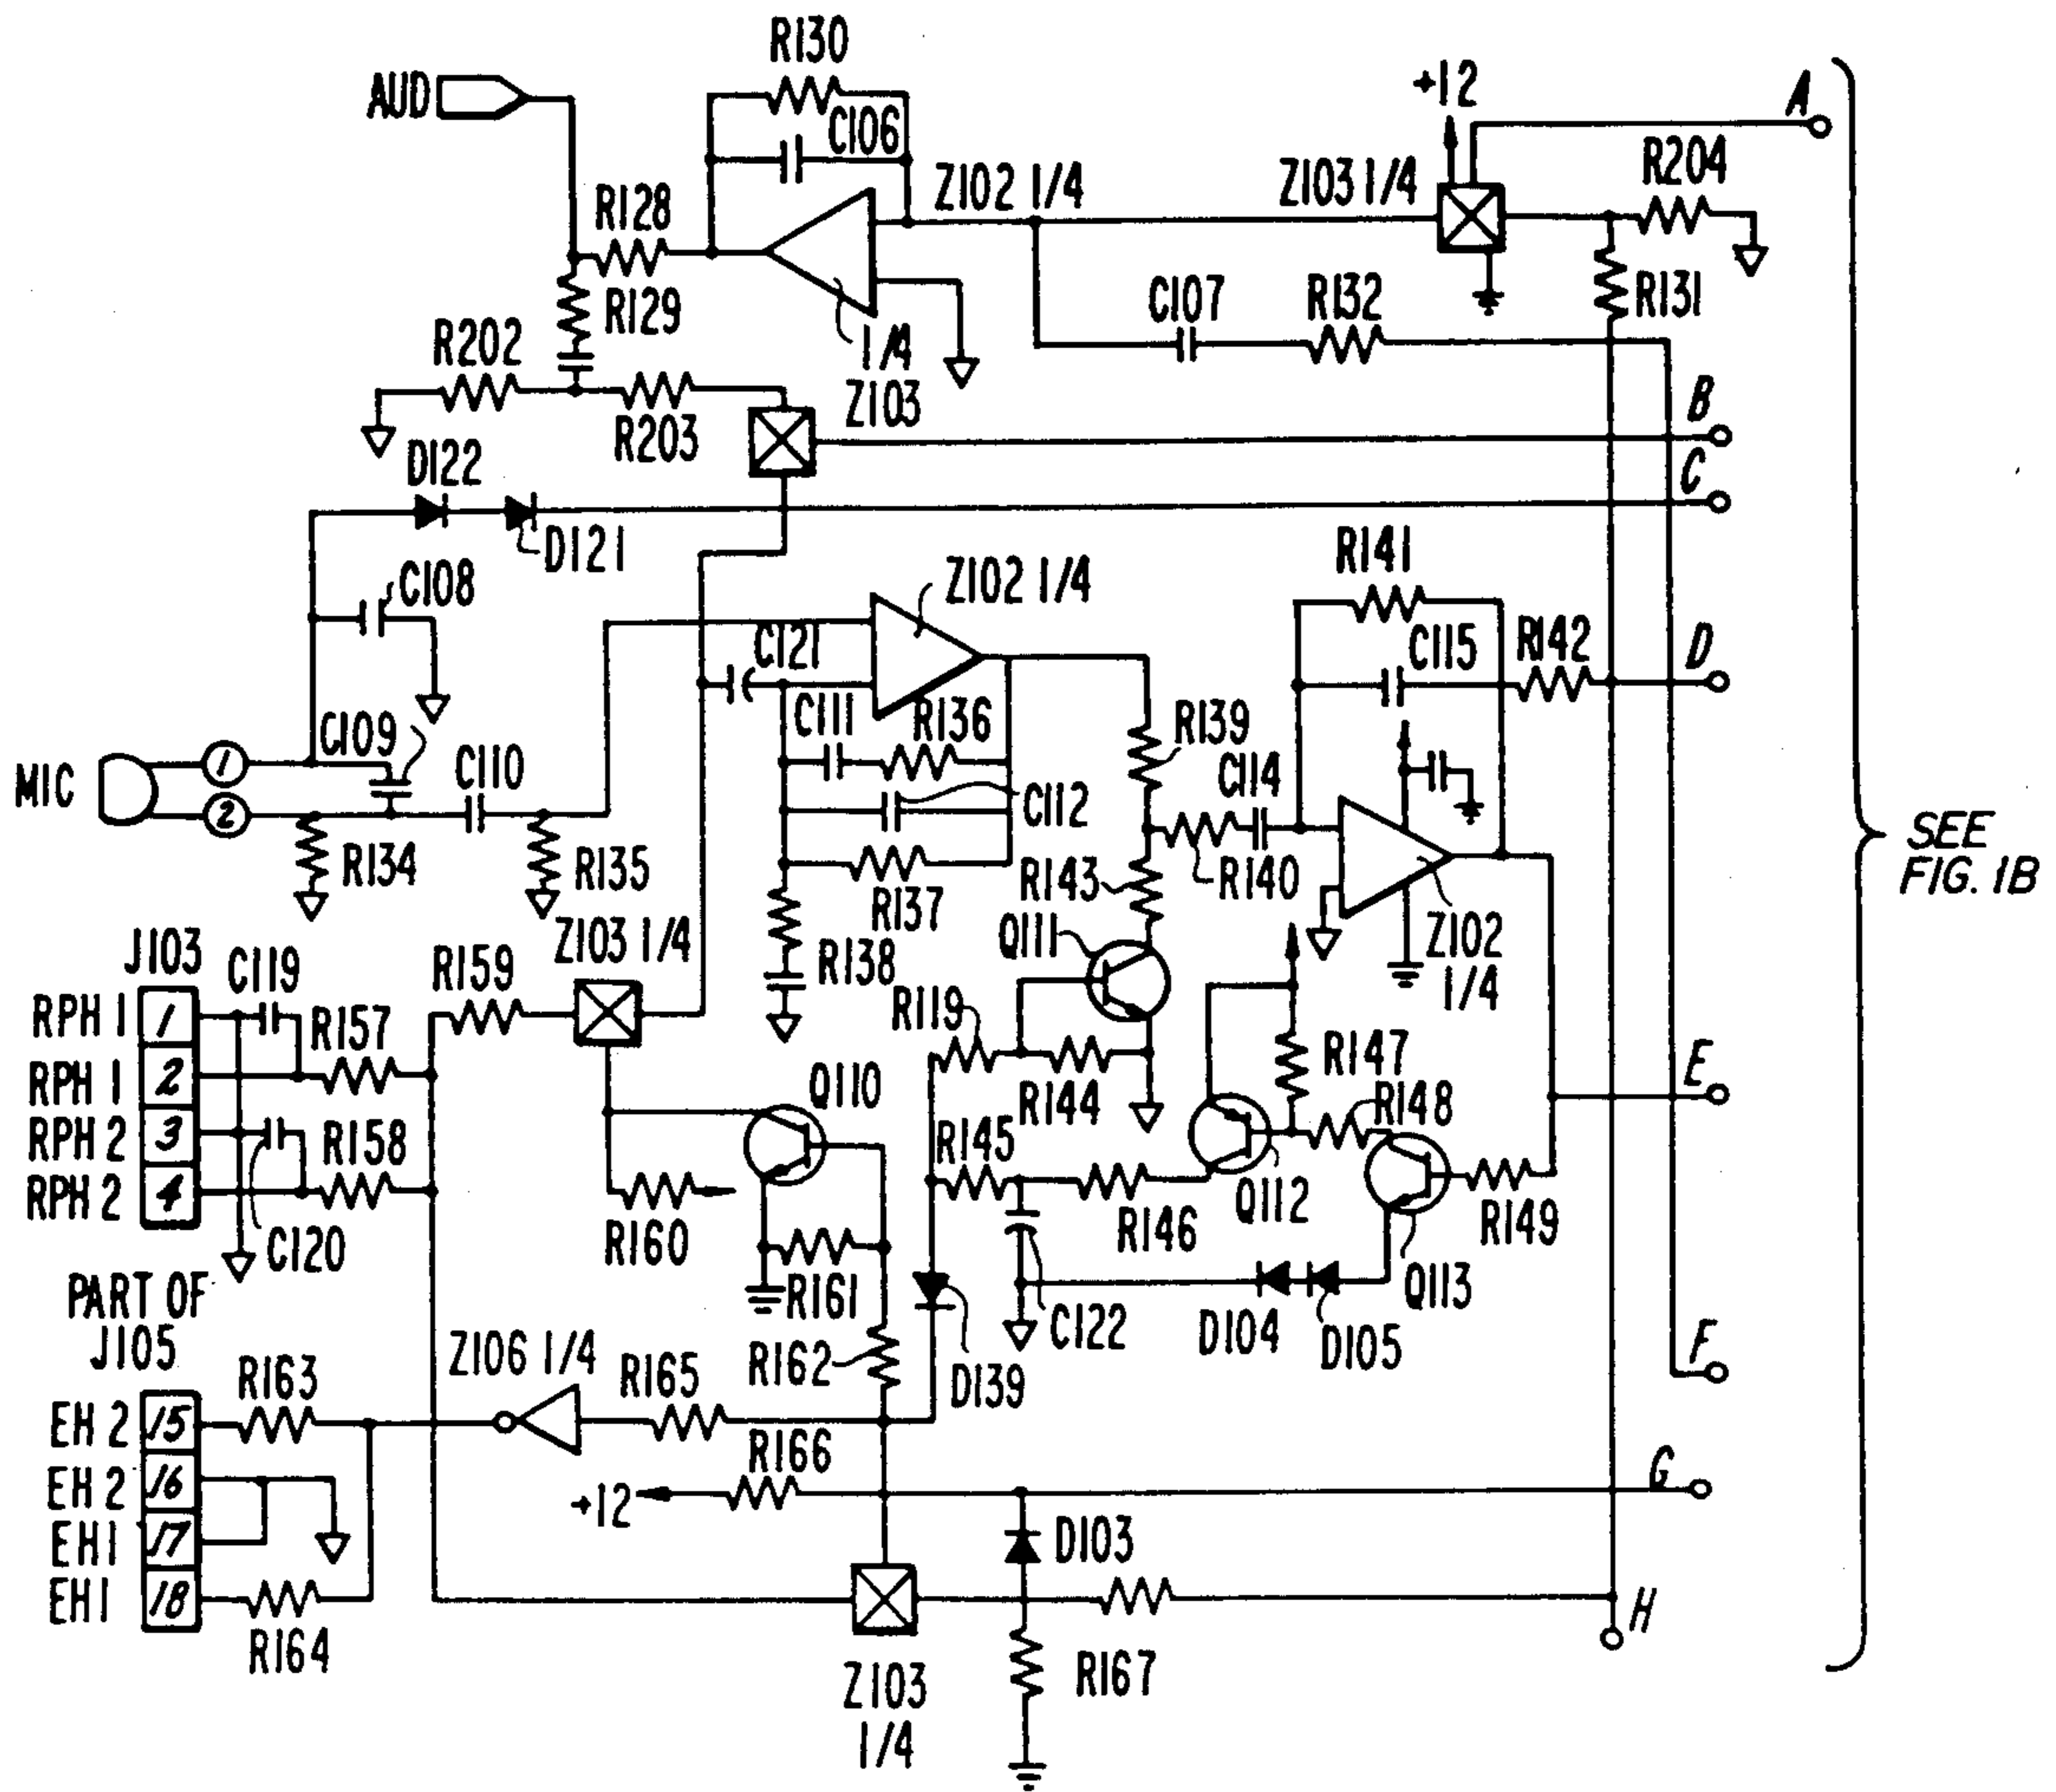 R130
AUD
C106
+12
A
R128
Z102 1/4
Z103 1/4
R204
R129
C107
R132
R131
R202
1/4
Z103
R203
B
D122
C
D121
R141
C108
Z102 1/4
C121
C115
R142
D
C109
C111
R136
R139
MIC
1
C110
C114
2
C112
R134
R135
R137
R143
R140
SEE
FIG. 1B
J103
C119
R159
Z103 1/4
R138
Q111
Z102
1/4
RPH 1
1
R157
R119
RPH 1
2
Q110
R144
R147
E
RPH 2
3
R158
R145
R148
RPH 2
4
C120
R160
R161
R146
Q112
R149
PART OF
J105
C122
D104
D105
Q113
Z106 1/4
R162
D139
F
R163
R165
EH 2
15
R166
EH 2
16
+12
G
EH1
17
D103
EH1
18
R164
H
R167
Z103
1/4